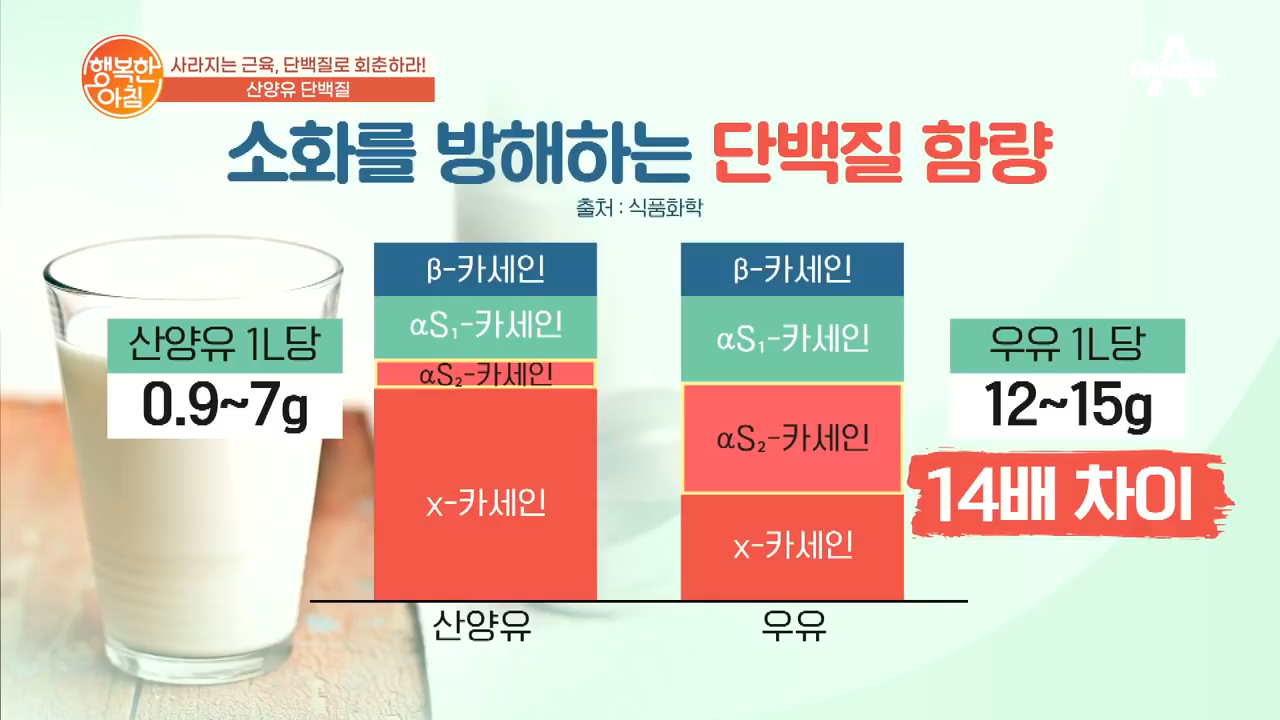 행복한
아침
사라지는 근육, 단백질로 회춘하라!
산양유 단백질
CHANNEL A
소화를 방해하는 단백질 함량
출처 : 식품화학
산양유 1L당
0.9~7g
β-카세인
αS₁-카세인
αS₂-카세인
x-카세인
산양유
β-카세인
αS₁-카세인
αS₂-카세인
x-카세인
우유
우유 1L당
12~15g
14배 차이